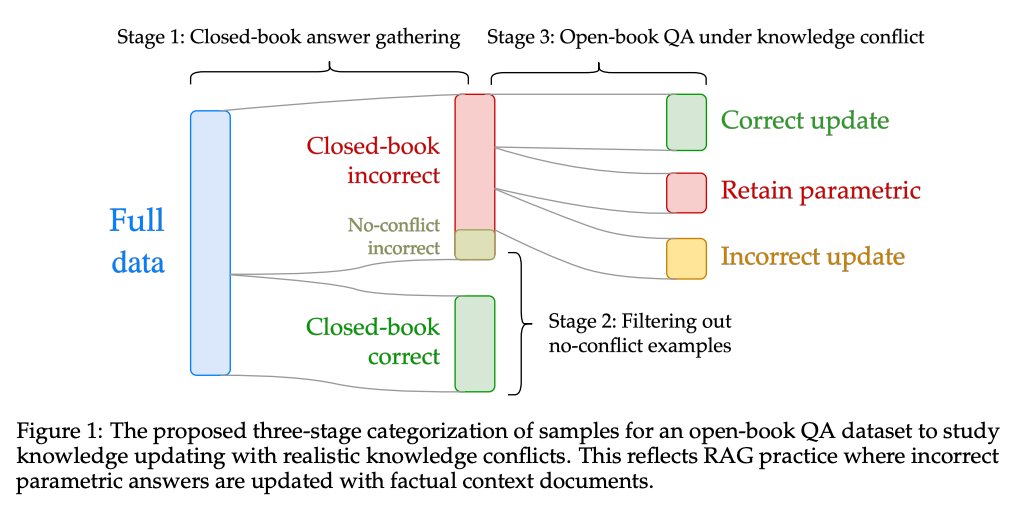 Stage 1: Closed-book answer gathering
Stage 3: Open-book QA under knowledge conflict
Full
data
Closed-book
incorrect
No-conflict
incorrect
Closed-book
correct
Correct update
Retain parametric
Incorrect update
Stage 2: Filtering out
no-conflict examples
Figure 1: The proposed three-stage categorization of samples for an open-book QA dataset to study
knowledge updating with realistic knowledge conflicts. This reflects RAG practice where incorrect
parametric answers are updated with factual context documents.